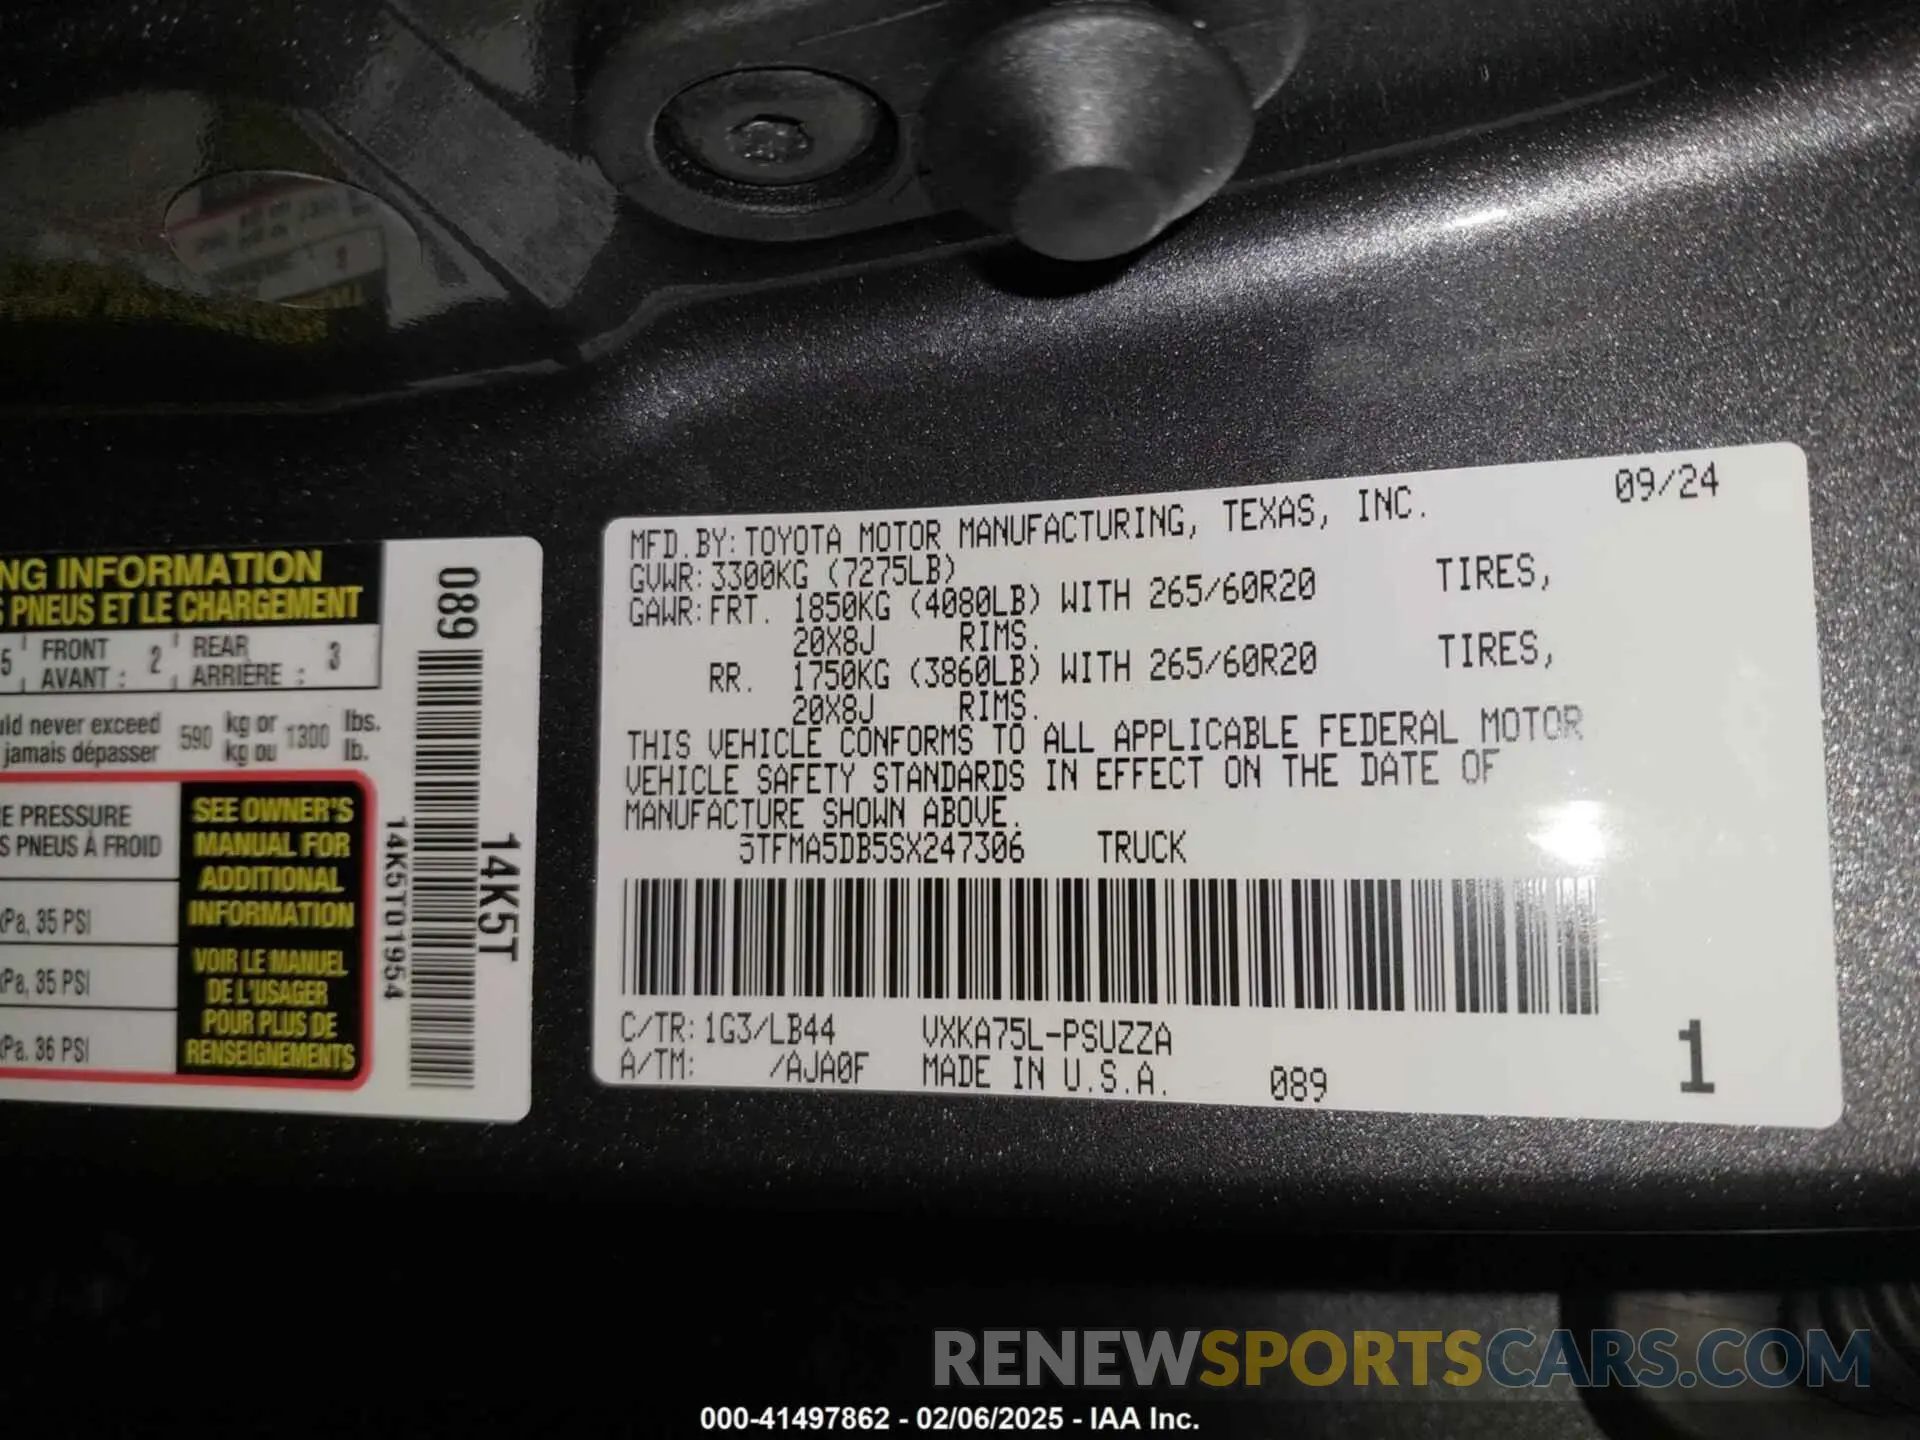 NG INFORMATION
S PNEUS ET LE CHARGEMENT
5 FRONT 2 REAR 3
AVANT : ARRIÈRE :
uld never exceed 590 kg or 1300 lbs.
jamais dépasser kg ou lb.
E PRESSURE
S PNEUS À FROID
kPa, 35 PSI
kPa, 35 PSI
kPa. 36 PSI
SEE OWNER'S
MANUAL FOR
ADDITIONAL
INFORMATION
VOIR LE MANUEL
DE L'USAGER
POUR PLUS DE
RENSEIGNEMENTS
089
14K5T01954
14K5T
MFD.BY:TOYOTA MOTOR MANUFACTURING, TEXAS, INC. 09/24
GVWR:3300KG (7275LB)
GAWR:FRT. 1850KG (4080LB) WITH 265/60R20 TIRES,
20X8J RIMS.
RR. 1750KG (3860LB) WITH 265/60R20 TIRES,
20X8J RIMS.
THIS VEHICLE CONFORMS TO ALL APPLICABLE FEDERAL MOTOR
VEHICLE SAFETY STANDARDS IN EFFECT ON THE DATE OF
MANUFACTURE SHOWN ABOVE.
5TFMA5DB5SX247306 TRUCK
C/TR:1G3/LB44 VXKA75L-PSUZZA
A/TM: /AJA0F MADE IN U.S.A. 089
1
RENEWSPORTSCARS.COM
000-41497862 - 02/06/2025 - IAA Inc.